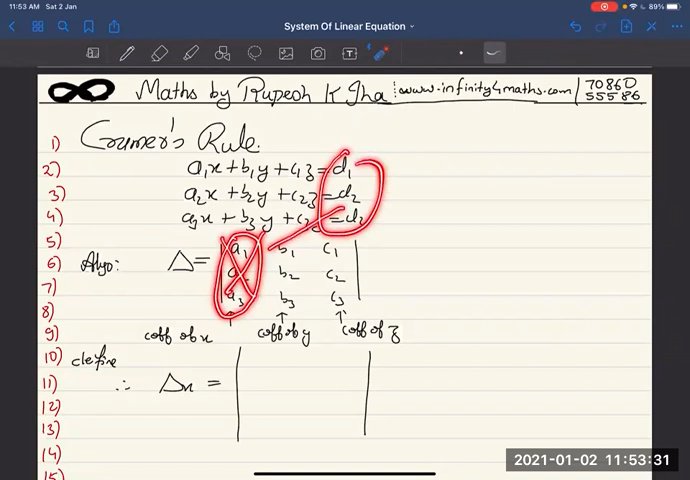 11:53 AM Sat 2 Jan
89%
System Of Linear Equation
T
Maths by Rupesh K Jha www.infinity4maths.com 70860
55586
1) Cramer's Rule.
2) a₁x + b₁y + c₁z = d₁
3) a₂x + b₂y + c₂z = d₂
4) a₃x + b₃y + c₃z = d₃
5) a₁ b₁ c₁
6) Algo: Δ = a₂ b₂ c₂
7) a₃ b₃ c₃
8)
9) coff of x coff of y coff of z
10) define
11) ∴ Δx =
12)
13)
14)
15)
2021-01-02 11:53:31